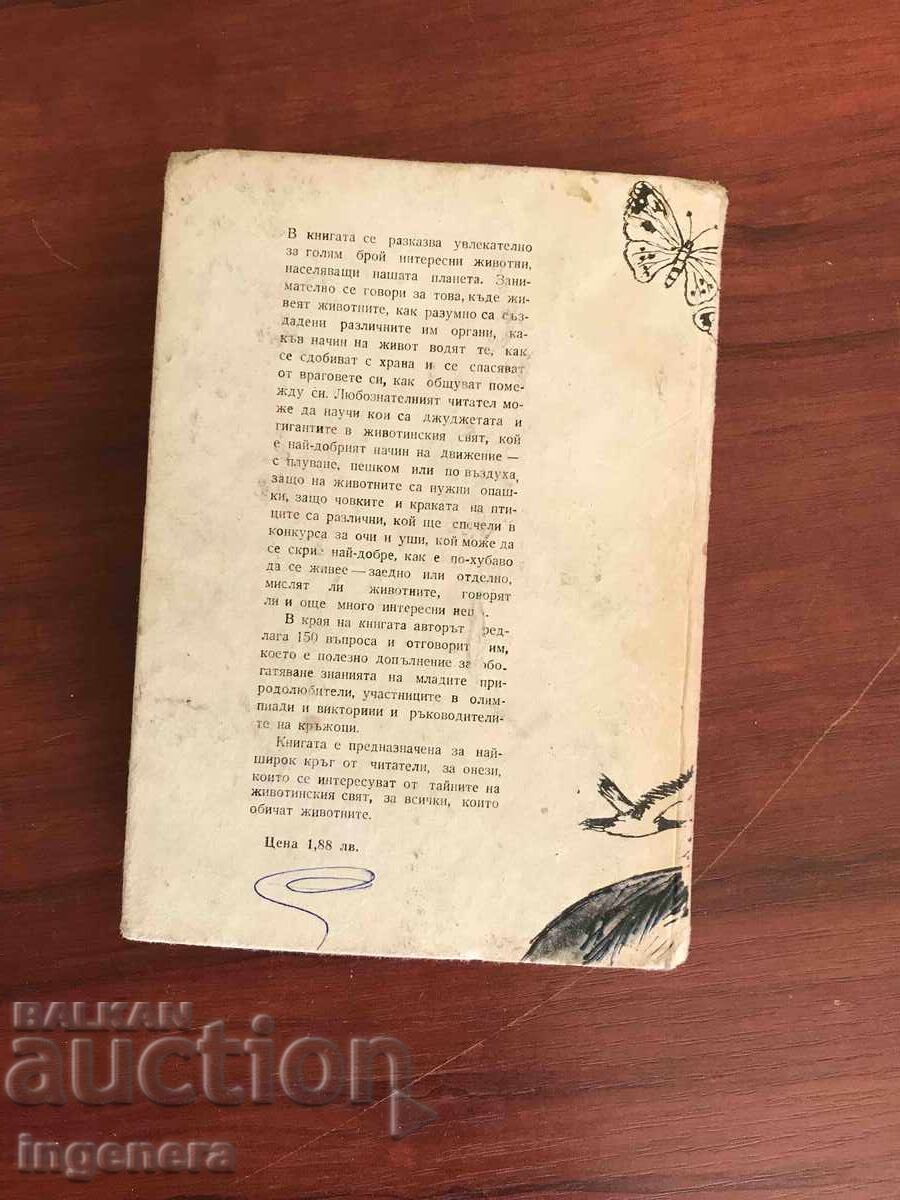 В книгата се разказва увлекателно
за голям брой интересни животни,
населяващи нашата планета. Зани-
мателно се говори за това, къде жи-
веят животните, как разумно са съз-
дадени различните им органи, ка-
къв начин на живот водят те, как
се сдобиват с храна и се спасяват
от враговете си, как общуват поме-
жду си. Любознателният читател мо-
же да научи кои са джуджетата и
гигантите в животинския свят, кой
е най-добрият начин на движение —
с плуване, пешком или по въздуха,
защо на животните са нужни опаш-
ки, защо човките и краката на пти-
ците са различни, кой ще спечели в
конкурса за очи и уши, кой може да
се скрие най-добре, как е по-хубаво
да се живее — заедно или отделно,
мислят ли животните, говорят
ли и още много интересни неща.
В края на книгата авторът пред-
лага 150 въпроса и отговорите им,
което е полезно допълнение за обо-
гатяване знанията на младите при-
родолюбители, участниците в олим-
пиади и викторини и ръководители-
те на кръжоци.
Книгата е предназначена за най-
широк кръг от читатели, за онези,
които се интересуват от тайните на
животинския свят, за всички, които
обичат животните.
Цена 1,88 лв.
BALKAN
auction
ingenera